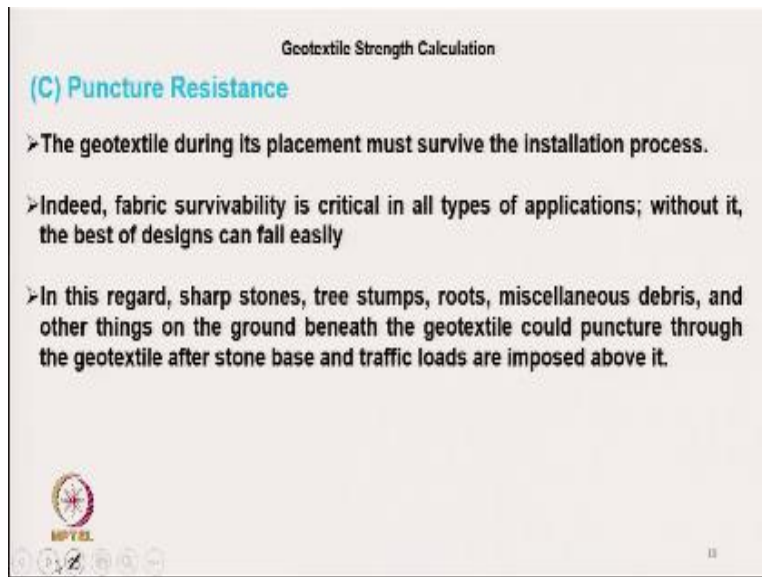 Geotextile Strength Calculation
(C) Puncture Resistance
➢The geotextile during its placement must survive the installation process.
➢Indeed, fabric survivability is critical in all types of applications; without it,
the best of designs can fail easily
➢In this regard, sharp stones, tree stumps, roots, miscellaneous debris, and
other things on the ground beneath the geotextile could puncture through
the geotextile after stone base and traffic loads are imposed above it.
NPTEL